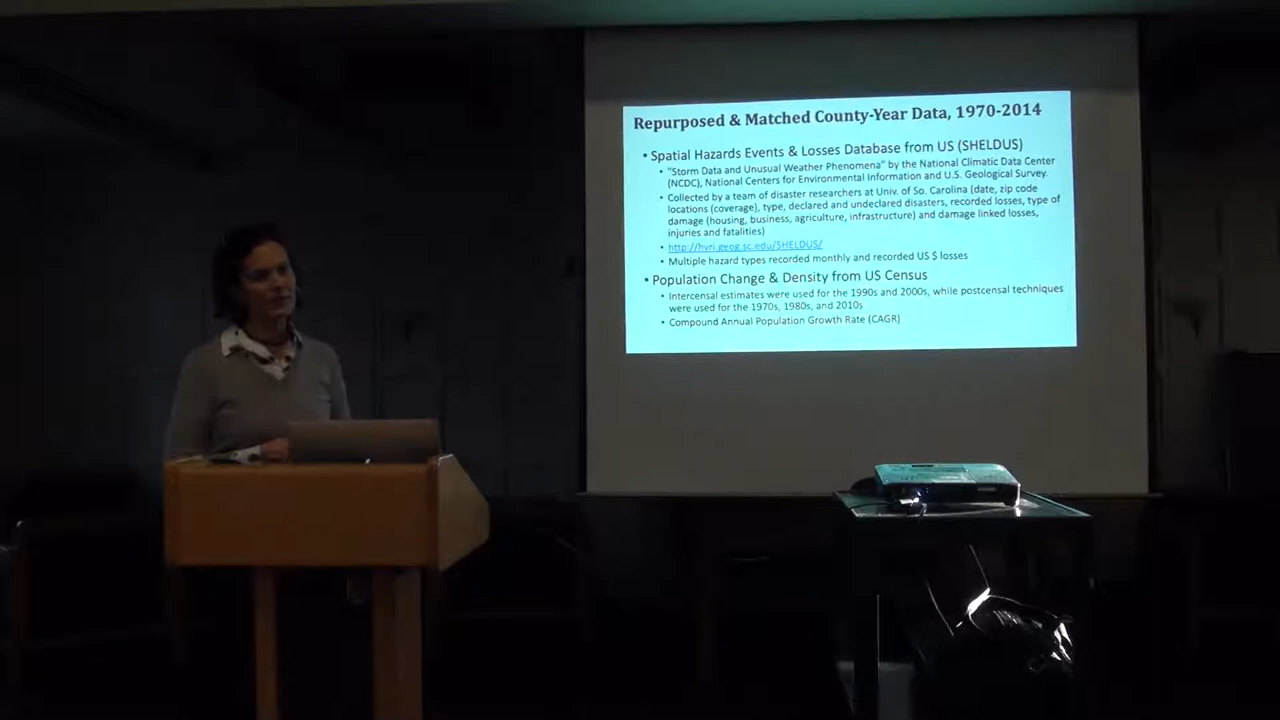 Repurposed & Matched County-Year Data, 1970-2014
• Spatial Hazards Events & Losses Database from US (SHELDUS)
• "Storm Data and Unusual Weather Phenomena" by the National Climatic Data Center
(NCDC), National Centers for Environmental Information and U.S. Geological Survey.
• Collected by a team of disaster researchers at Univ. of So. Carolina (date, zip code
locations (coverage), type, declared and undeclared disasters, recorded losses, type of
damage (housing, business, agriculture, infrastructure) and damage linked losses,
injuries and fatalities)
• http://hvri.geog.sc.edu/SHELDUS/
• Multiple hazard types recorded monthly and recorded US $ losses
• Population Change & Density from US Census
• Intercensal estimates were used for the 1990s and 2000s, while postcensal techniques
were used for the 1970s, 1980s, and 2010s
• Compound Annual Population Growth Rate (CAGR)